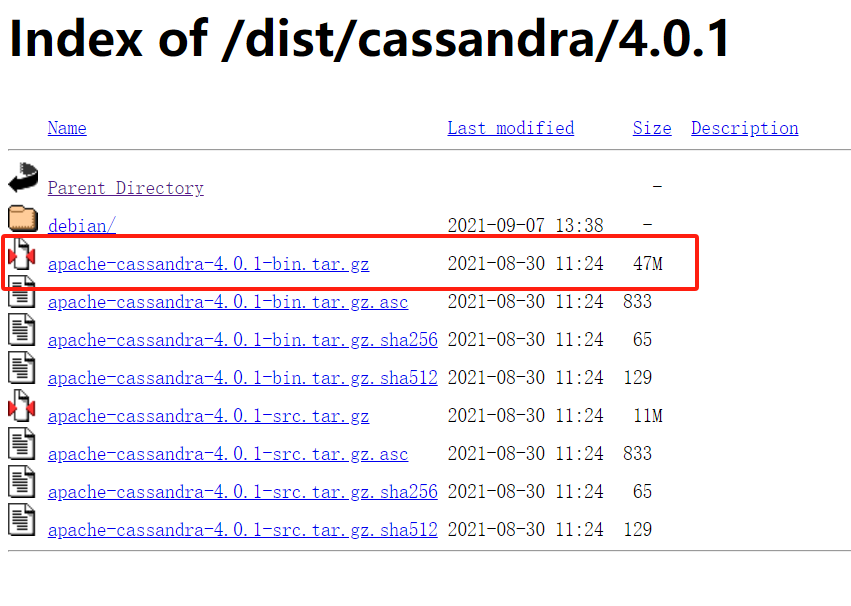 Index of /dist/cassandra/4.0.1
Name Last modified Size Description
Parent Directory -
debian/ 2021-09-07 13:38 -
apache-cassandra-4.0.1-bin.tar.gz 2021-08-30 11:24 47M
apache-cassandra-4.0.1-bin.tar.gz.asc 2021-08-30 11:24 833
apache-cassandra-4.0.1-bin.tar.gz.sha256 2021-08-30 11:24 65
apache-cassandra-4.0.1-bin.tar.gz.sha512 2021-08-30 11:24 129
apache-cassandra-4.0.1-src.tar.gz 2021-08-30 11:24 11M
apache-cassandra-4.0.1-src.tar.gz.asc 2021-08-30 11:24 833
apache-cassandra-4.0.1-src.tar.gz.sha256 2021-08-30 11:24 65
apache-cassandra-4.0.1-src.tar.gz.sha512 2021-08-30 11:24 129